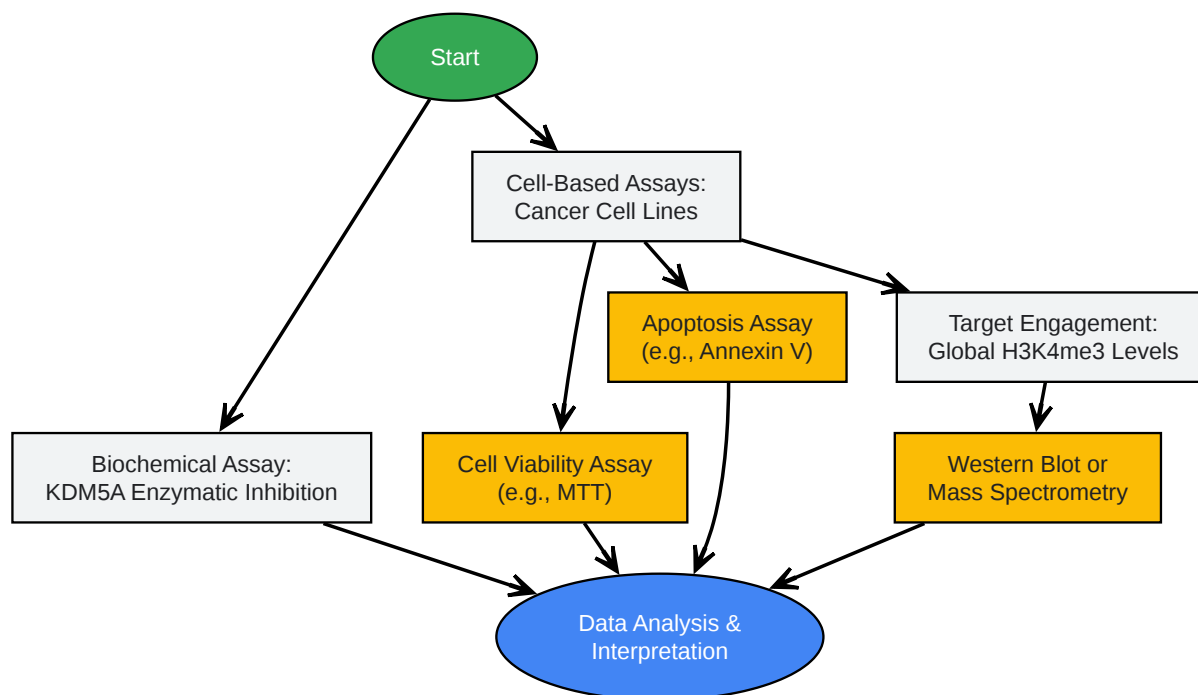 Start
Cell-Based Assays:
Cancer Cell Lines
Apoptosis Assay
(e.g., Annexin V)
Target Engagement:
Global H3K4me3 Levels
Biochemical Assay:
KDM5A Enzymatic Inhibition
Cell Viability Assay
(e.g., MTT)
Western Blot or
Mass Spectrometry
Data Analysis &
Interpretation